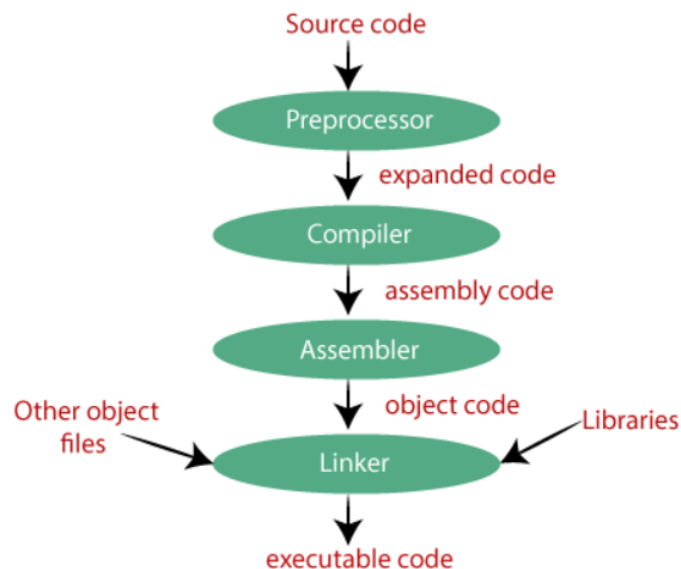 Source code
Preprocessor
expanded code
Compiler
assembly code
Assembler
object code
Other object
files
Libraries
Linker
executable code